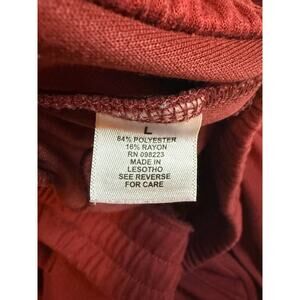 L
84% POLYESTER
16% RAYON
RN 098223
MADE IN
LESOTHO
SEE REVERSE
FOR CARE